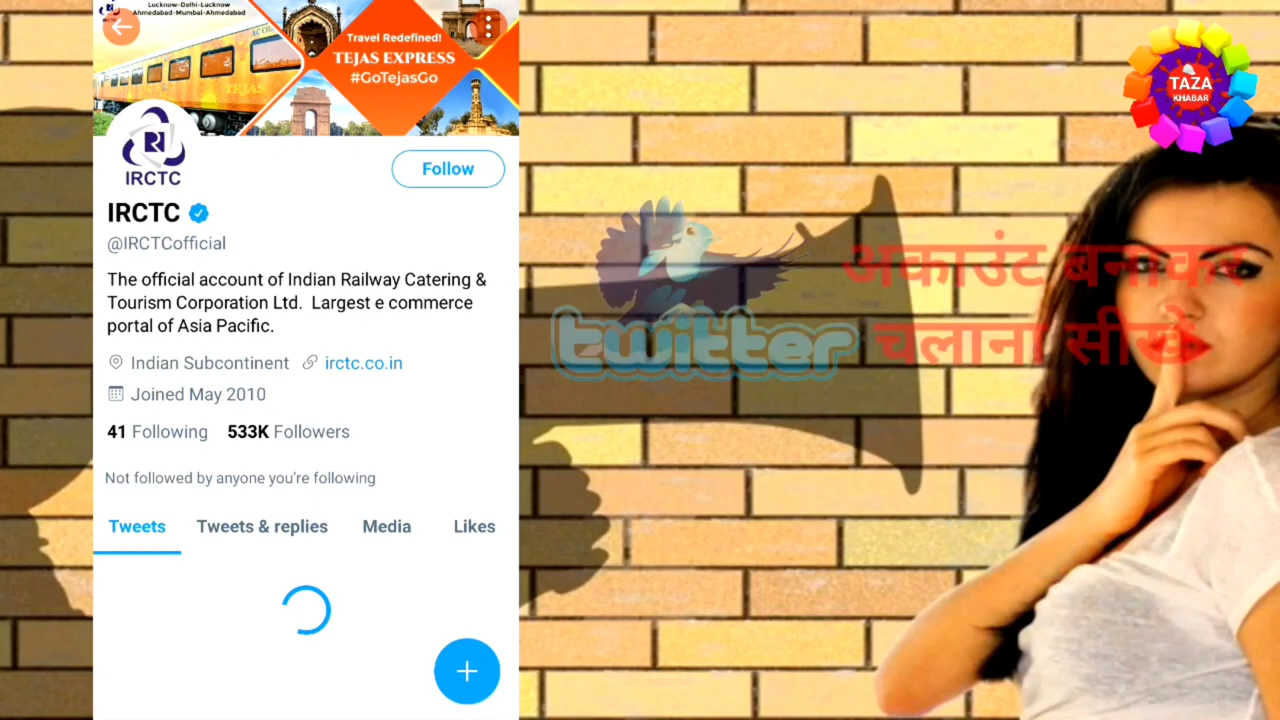 Lucknow-Delhi-Lucknow
Ahmedabad-Mumbai-Ahmedabad
Travel Redefined!
TEJAS EXPRESS
#GoTejasGo
TEJAS
IRCTC
Follow
IRCTC
@IRCTCofficial
The official account of Indian Railway Catering &
Tourism Corporation Ltd. Largest e commerce
portal of Asia Pacific.
Indian Subcontinent irctc.co.in
Joined May 2010
41 Following 533K Followers
Not followed by anyone you're following
Tweets Tweets & replies Media Likes
TAZA
KHABAR
twitter
अकाउंट बनाकर
चलाना सीखे